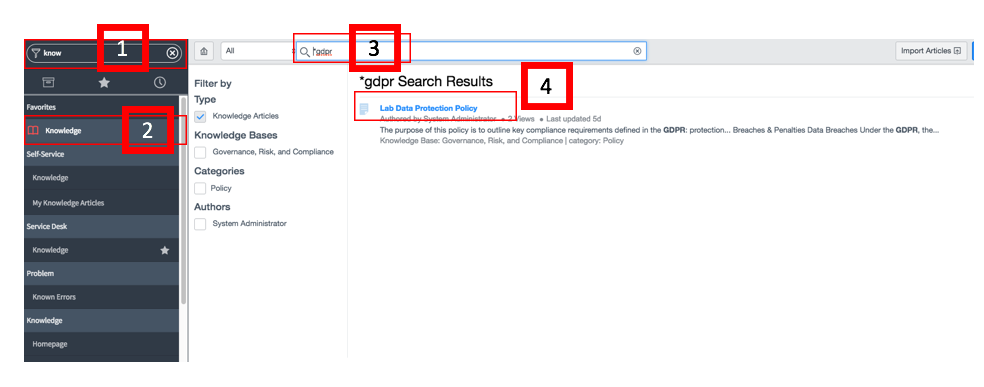 know
1
Favorites
Knowledge
2
Self-Service
Knowledge
My Knowledge Articles
Service Desk
Knowledge
Problem
Known Errors
Knowledge
Homepage
All
*gdpr
3
Import Articles
Filter by
Type
Knowledge Articles
Knowledge Bases
Governance, Risk, and Compliance
Categories
Policy
Authors
System Administrator
*gdpr Search Results
4
Lab Data Protection Policy
Authored by System Administrator • 2 Views • Last updated 5d
The purpose of this policy is to outline key compliance requirements defined in the GDPR: protection... Breaches & Penalties Data Breaches Under the GDPR, the...
Knowledge Base: Governance, Risk, and Compliance | category: Policy